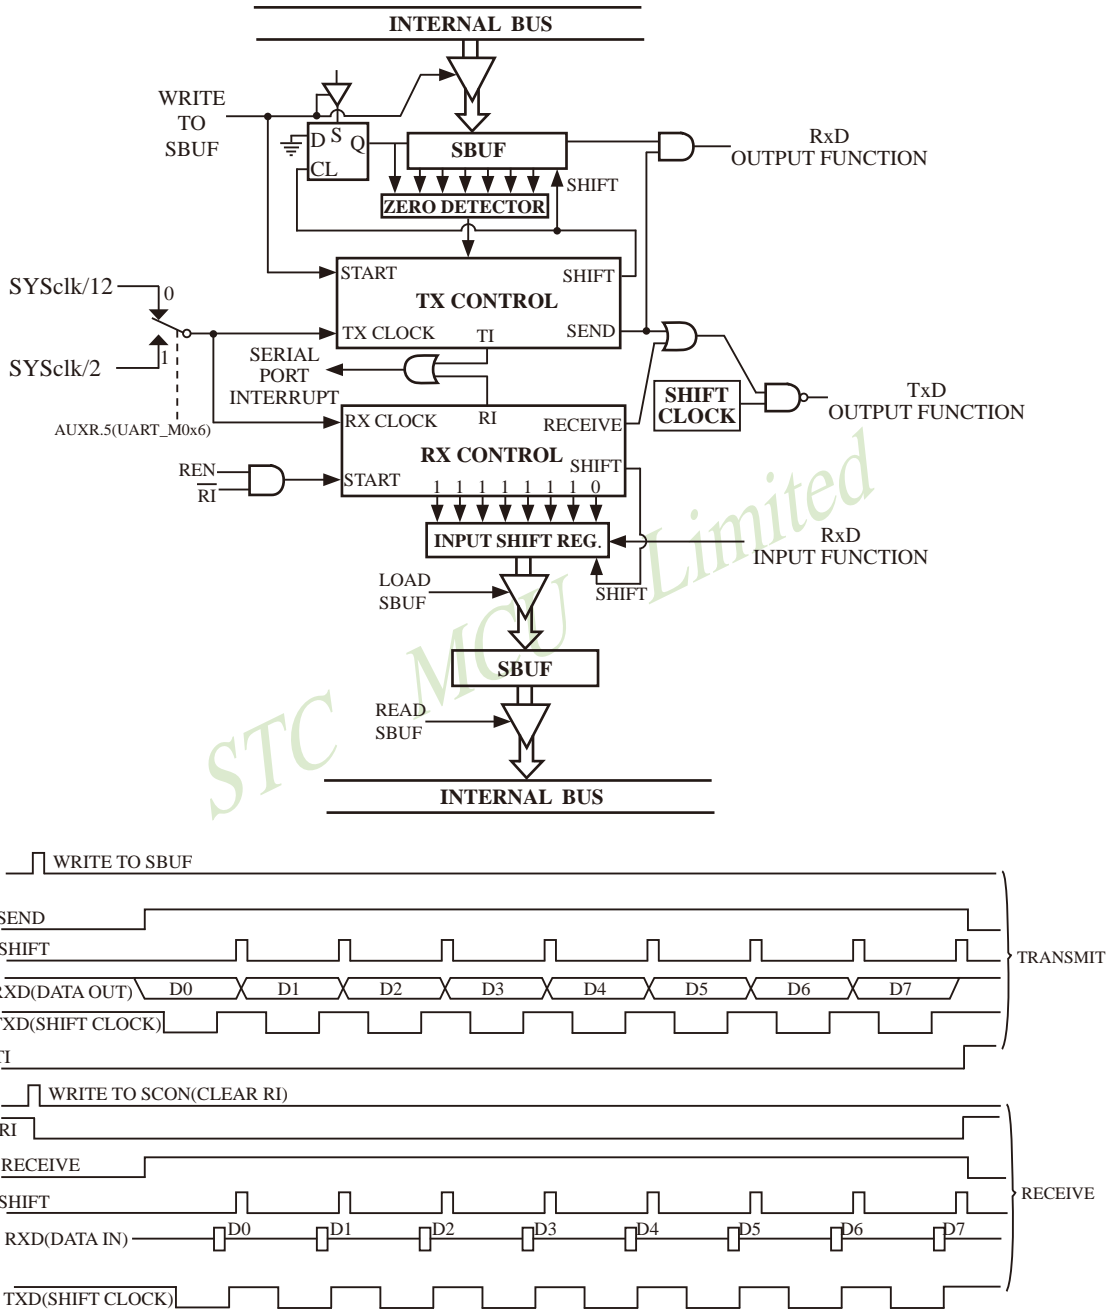 INTERNAL BUS
WRITE
TO
SBUF
D S Q
CL
SBUF
RxD
OUTPUT FUNCTION
SHIFT
ZERO DETECTOR
START
SHIFT
TX CONTROL
SYSclk/12
0
TX CLOCK
TI
SEND
SYSclk/2
1
SERIAL
PORT
INTERRUPT
SHIFT
CLOCK
TxD
OUTPUT FUNCTION
AUXR.5(UART_M0x6)
RX CLOCK
RI
RECEIVE
RX CONTROL
SHIFT
REN
RI
START
1 1 1 1 1 1 1 0
INPUT SHIFT REG.
RxD
INPUT FUNCTION
LOAD
SBUF
SHIFT
SBUF
READ
SBUF
INTERNAL BUS
STC MCU Limited
WRITE TO SBUF
SEND
SHIFT
TRANSMIT
RXD(DATA OUT) D0 D1 D2 D3 D4 D5 D6 D7
TXD(SHIFT CLOCK)
TI
WRITE TO SCON(CLEAR RI)
RI
RECEIVE
SHIFT
RECEIVE
RXD(DATA IN) D0 D1 D2 D3 D4 D5 D6 D7
TXD(SHIFT CLOCK)